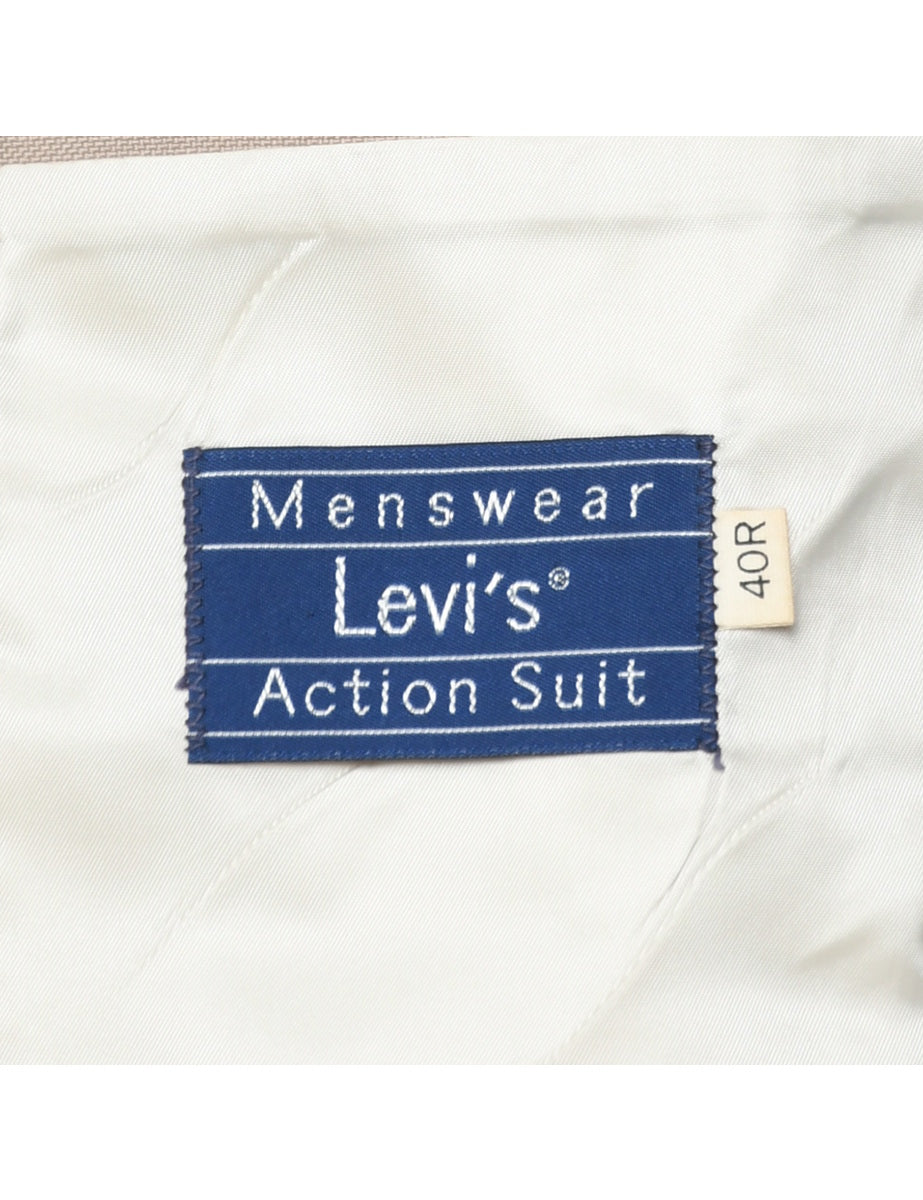 Menswear
Levi's®
Action Suit
40R